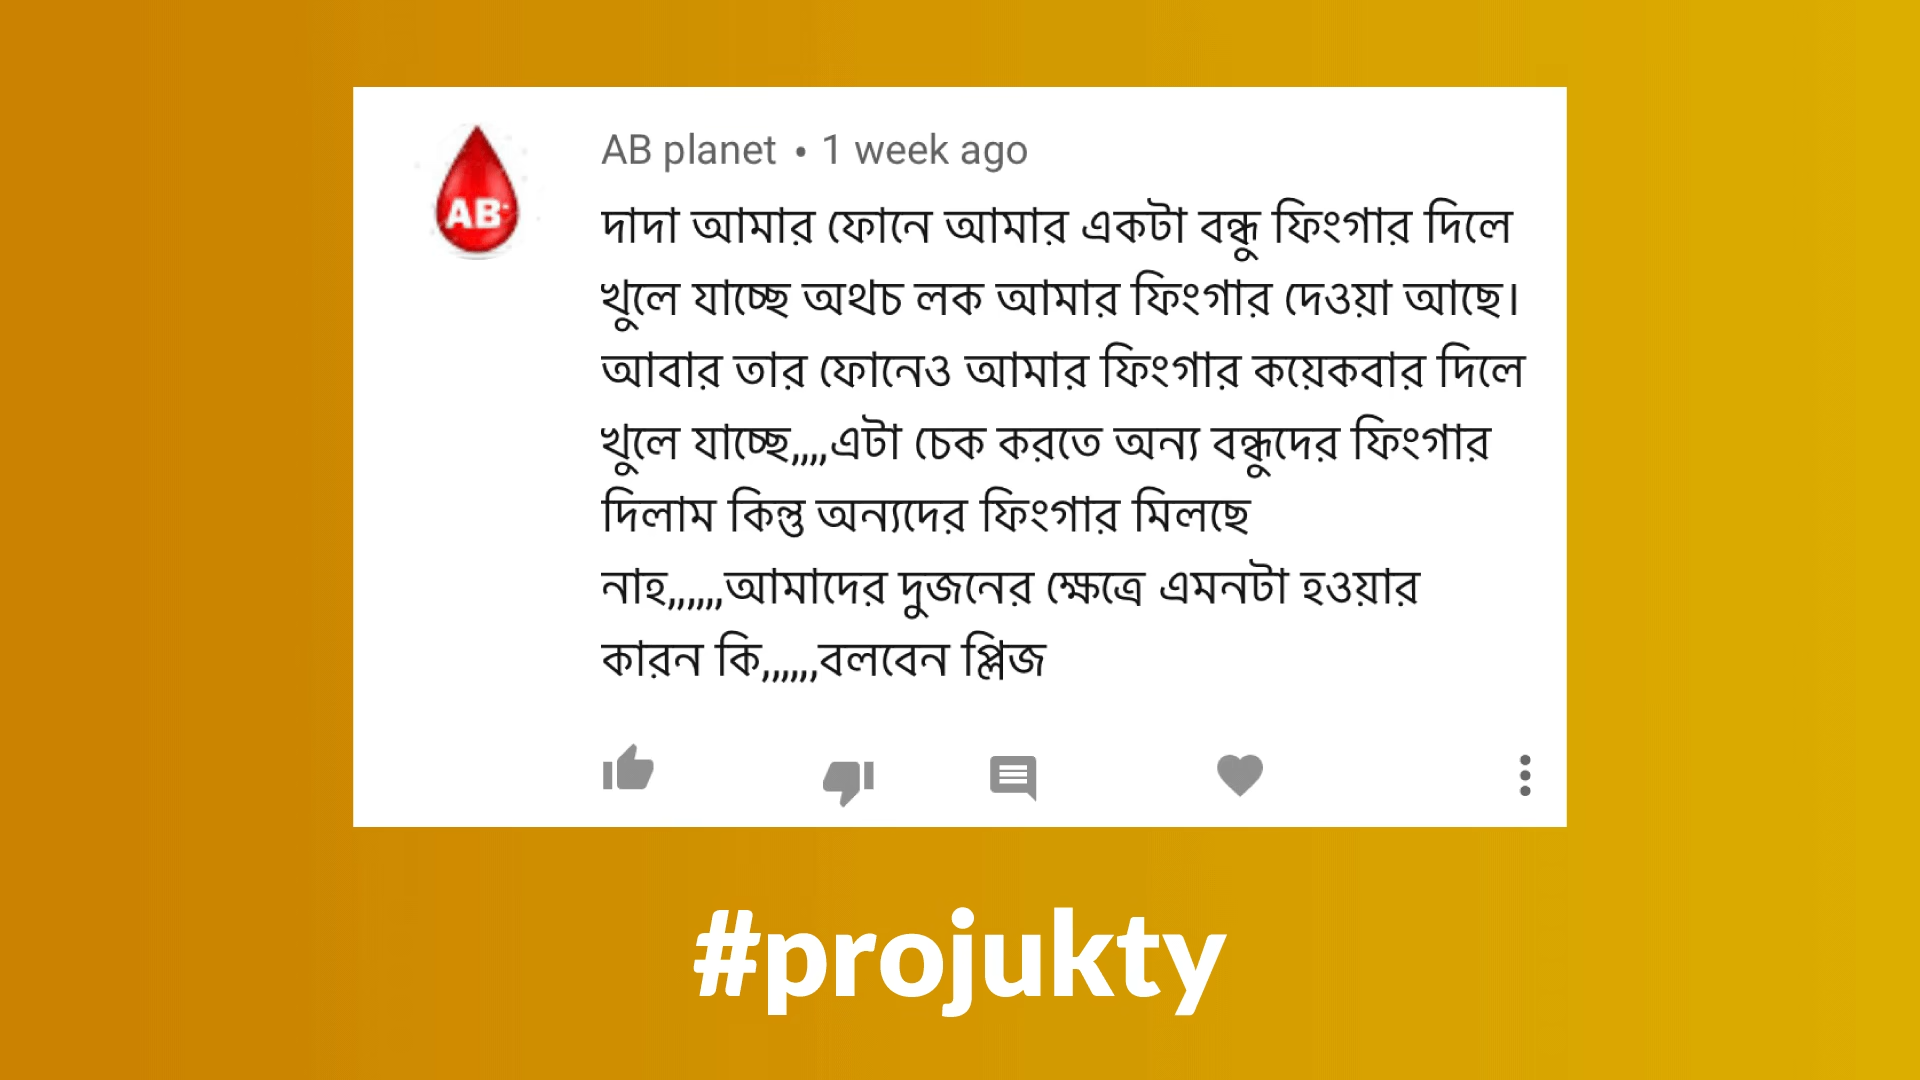 AB planet • 1 week ago
AB+
দাদা আমার ফোনে আমার একটা বন্ধু ফিংগার দিলে
খুলে যাচ্ছে অথচ লক আমার ফিংগার দেওয়া আছে।
আবার তার ফোনেও আমার ফিংগার কয়েকবার দিলে
খুলে যাচ্ছে,,,,এটা চেক করতে অন্য বন্ধুদের ফিংগার
দিলাম কিন্তু অন্যদের ফিংগার মিলছে
নাহ,,,,,,আমাদের দুজনের ক্ষেত্রে এমনটা হওয়ার
কারন কি,,,,,,বলবেন প্লিজ
#projukty